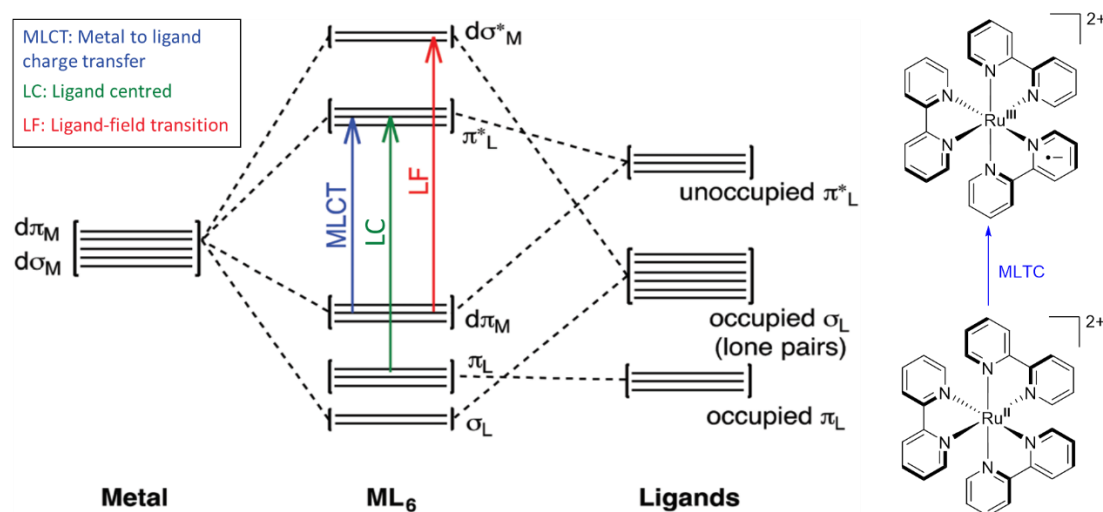 MLCT: Metal to ligand
charge transfer
LC: Ligand centred
LF: Ligand-field transition
dσ*M
π*L
dπM
dσM
MLCT
LC
LF
dπM
πL
σL
unoccupied π*L
occupied σL
(lone pairs)
occupied πL
Metal
ML6
Ligands
2+
N
N
N
RuIII
N
N
N
•−
MLTC
2+
N
N
N
RuII
N
N
N